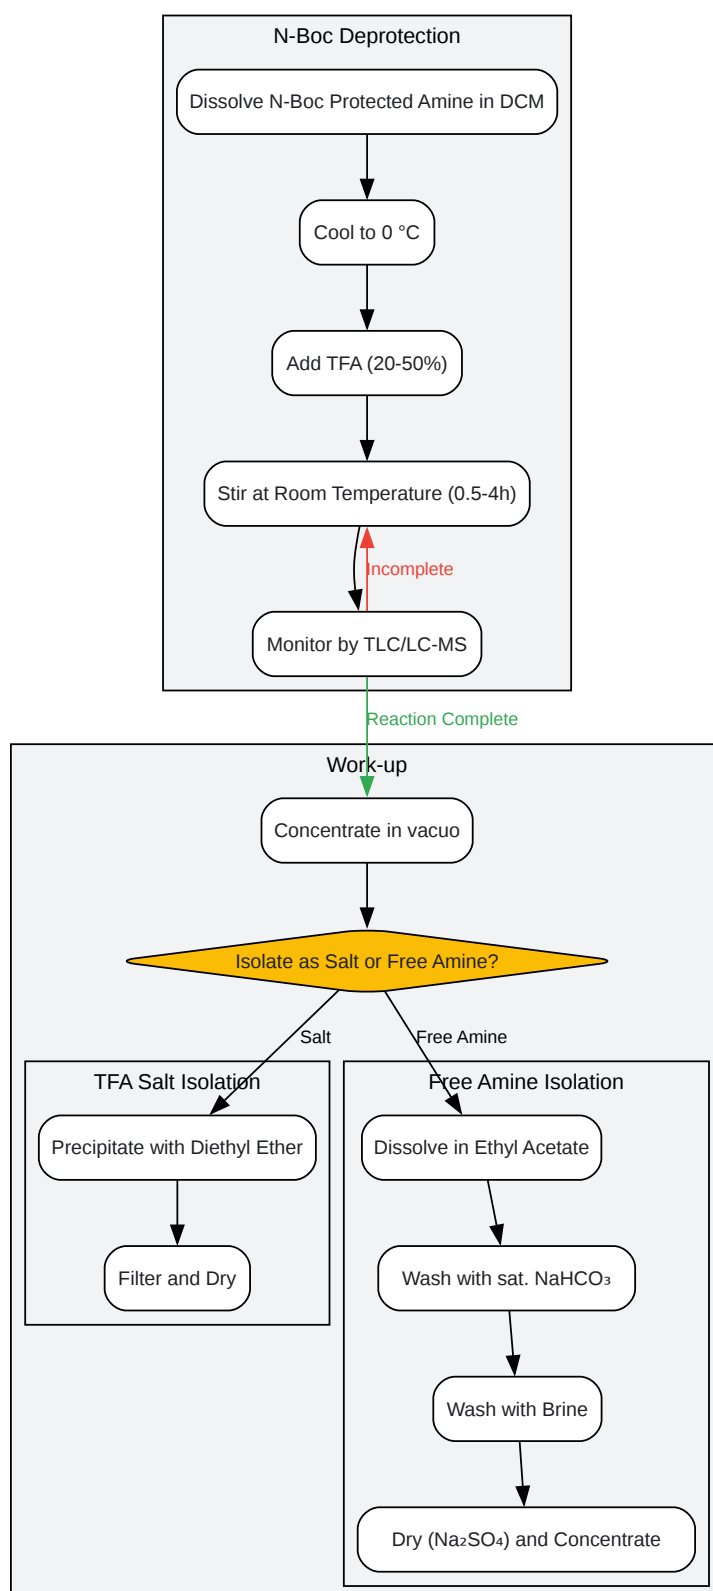 N-Boc Deprotection
Dissolve N-Boc Protected Amine in DCM
Cool to 0 °C
Add TFA (20-50%)
Stir at Room Temperature (0.5-4h)
Incomplete
Monitor by TLC/LC-MS
Reaction Complete
Work-up
Concentrate in vacuo
Isolate as Salt or Free Amine?
Salt
Free Amine
TFA Salt Isolation
Precipitate with Diethyl Ether
Filter and Dry
Free Amine Isolation
Dissolve in Ethyl Acetate
Wash with sat. NaHCO₃
Wash with Brine
Dry (Na₂SO₄) and Concentrate